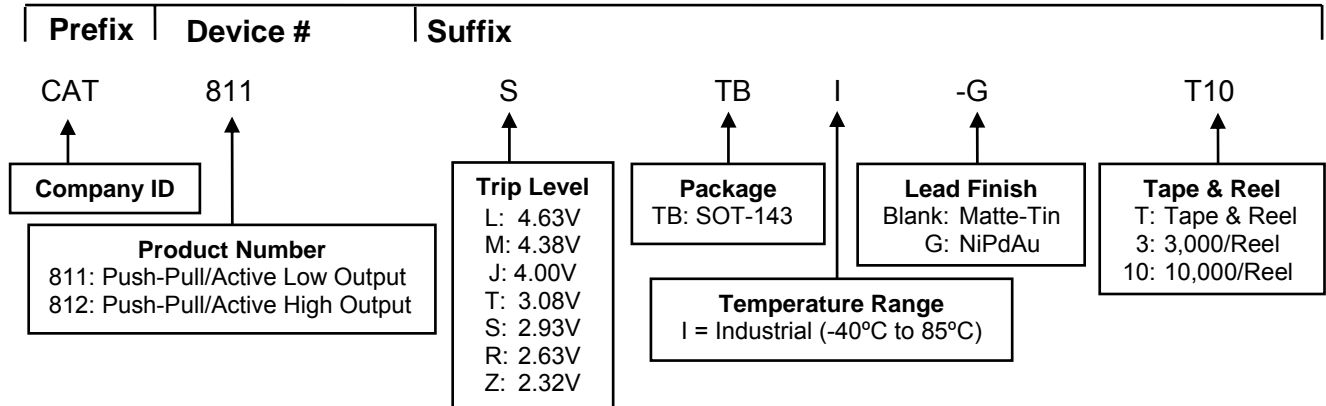 Prefix Device # Suffix
CAT 811 S TB I -G T10
Company ID
Product Number
811: Push-Pull/Active Low Output
812: Push-Pull/Active High Output
Trip Level
L: 4.63V
M: 4.38V
J: 4.00V
T: 3.08V
S: 2.93V
R: 2.63V
Z: 2.32V
Package
TB: SOT-143
Temperature Range
I = Industrial (-40ºC to 85ºC)
Lead Finish
Blank: Matte-Tin
G: NiPdAu
Tape & Reel
T: Tape & Reel
3: 3,000/Reel
10: 10,000/Reel